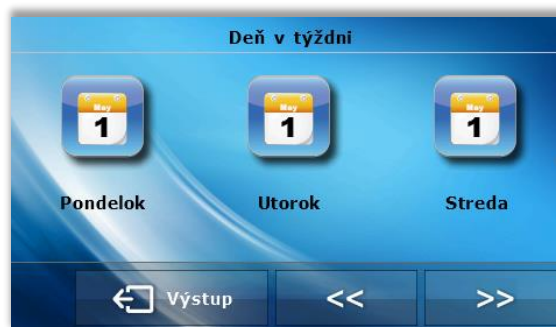 Deň v týždni
May May May
1 1 1
Pondelok Utorok Streda
Výstup << >>